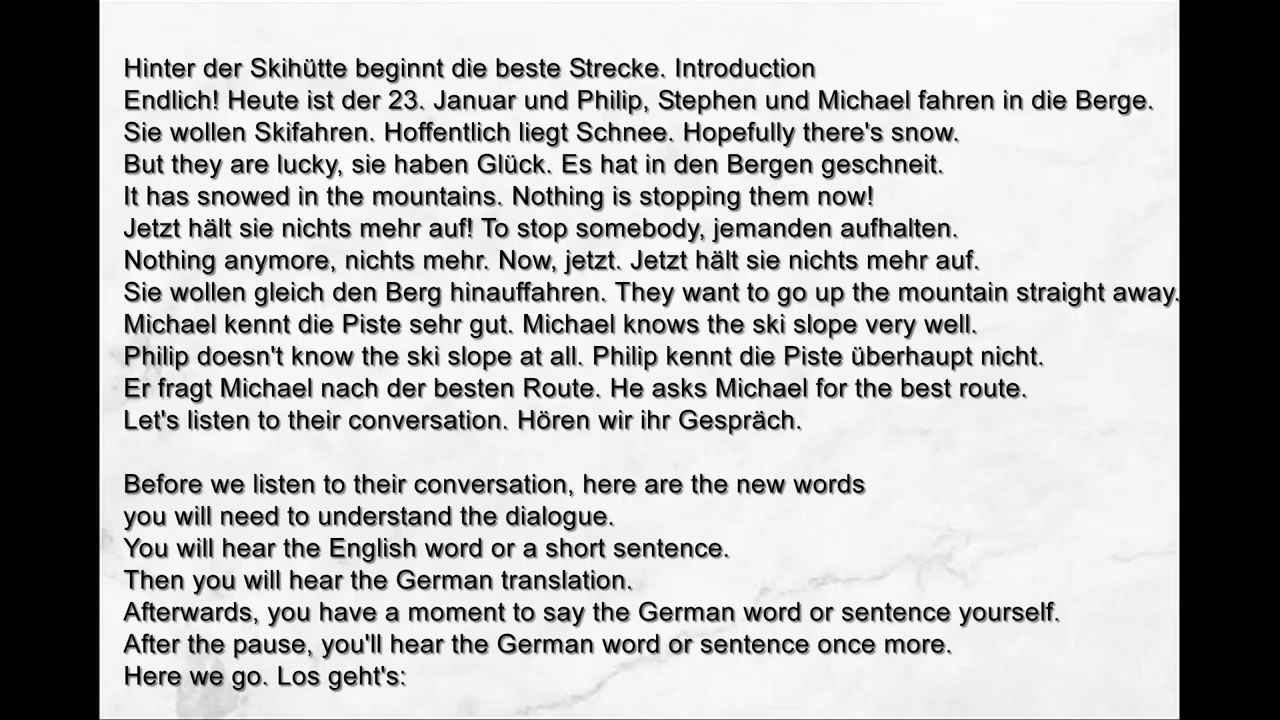 Hinter der Skihütte beginnt die beste Strecke. Introduction
Endlich! Heute ist der 23. Januar und Philip, Stephen und Michael fahren in die Berge.
Sie wollen Skifahren. Hoffentlich liegt Schnee. Hopefully there's snow.
But they are lucky, sie haben Glück. Es hat in den Bergen geschneit.
It has snowed in the mountains. Nothing is stopping them now!
Jetzt hält sie nichts mehr auf! To stop somebody, jemanden aufhalten.
Nothing anymore, nichts mehr. Now, jetzt. Jetzt hält sie nichts mehr auf.
Sie wollen gleich den Berg hinauffahren. They want to go up the mountain straight away.
Michael kennt die Piste sehr gut. Michael knows the ski slope very well.
Philip doesn't know the ski slope at all. Philip kennt die Piste überhaupt nicht.
Er fragt Michael nach der besten Route. He asks Michael for the best route.
Let's listen to their conversation. Hören wir ihr Gespräch.
Before we listen to their conversation, here are the new words
you will need to understand the dialogue.
You will hear the English word or a short sentence.
Then you will hear the German translation.
Afterwards, you have a moment to say the German word or sentence yourself.
After the pause, you'll hear the German word or sentence once more.
Here we go. Los geht's: